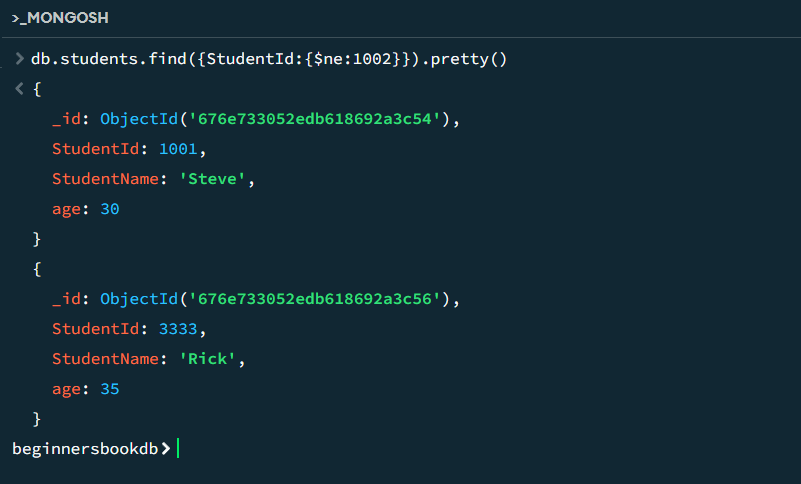 >_MONGOSH
> db.students.find({StudentId:{$ne:1002}}).pretty()
< {
_id: ObjectId('676e733052edb618692a3c54'),
StudentId: 1001,
StudentName: 'Steve',
age: 30
}
{
_id: ObjectId('676e733052edb618692a3c56'),
StudentId: 3333,
StudentName: 'Rick',
age: 35
}
beginnersbookdb>